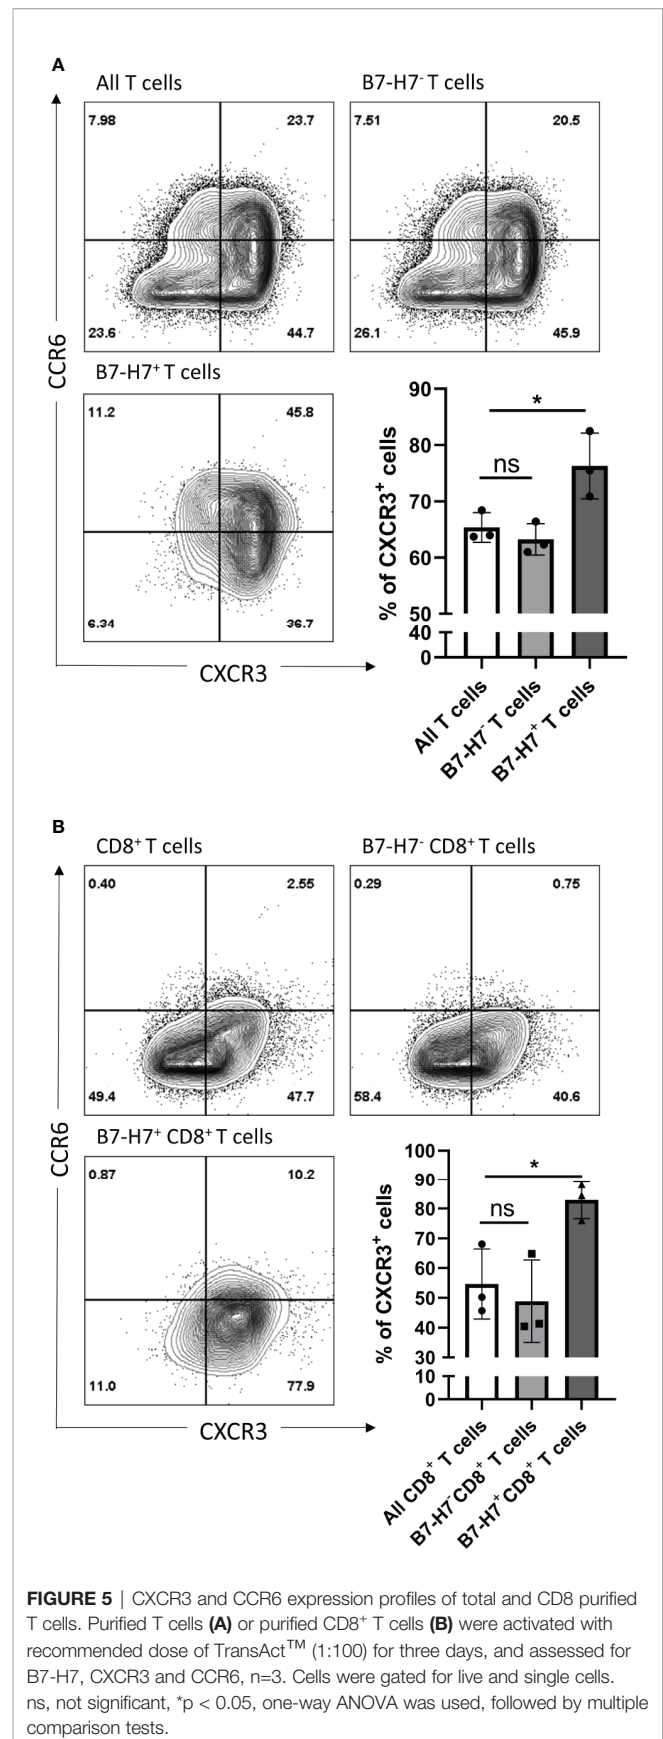 A
All T cells
B7-H7⁻ T cells
7.98
23.7
7.51
20.5
23.6
44.7
26.1
45.9
CCR6
B7-H7⁺ T cells
11.2
45.8
6.34
36.7
CXCR3
% of CXCR3⁺ cells
90
80
70
60
50
40
0
ns
*
All T cells
B7-H7⁻ T cells
B7-H7⁺ T cells
B
CD8⁺ T cells
B7-H7⁻ CD8⁺ T cells
0.40
2.55
0.29
0.75
49.4
47.7
58.4
40.6
CCR6
B7-H7⁺ CD8⁺ T cells
0.87
10.2
11.0
77.9
CXCR3
% of CXCR3⁺ cells
100
90
80
70
60
50
40
30
10
0
ns
*
All CD8⁺ T cells
B7-H7⁻CD8⁺ T cells
B7-H7⁺CD8⁺ T cells
FIGURE 5 | CXCR3 and CCR6 expression profiles of total and CD8 purified
T cells. Purified T cells (A) or purified CD8⁺ T cells (B) were activated with
recommended dose of TransAct™ (1:100) for three days, and assessed for
B7-H7, CXCR3 and CCR6, n=3. Cells were gated for live and single cells.
ns, not significant, *p < 0.05, one-way ANOVA was used, followed by multiple
comparison tests.